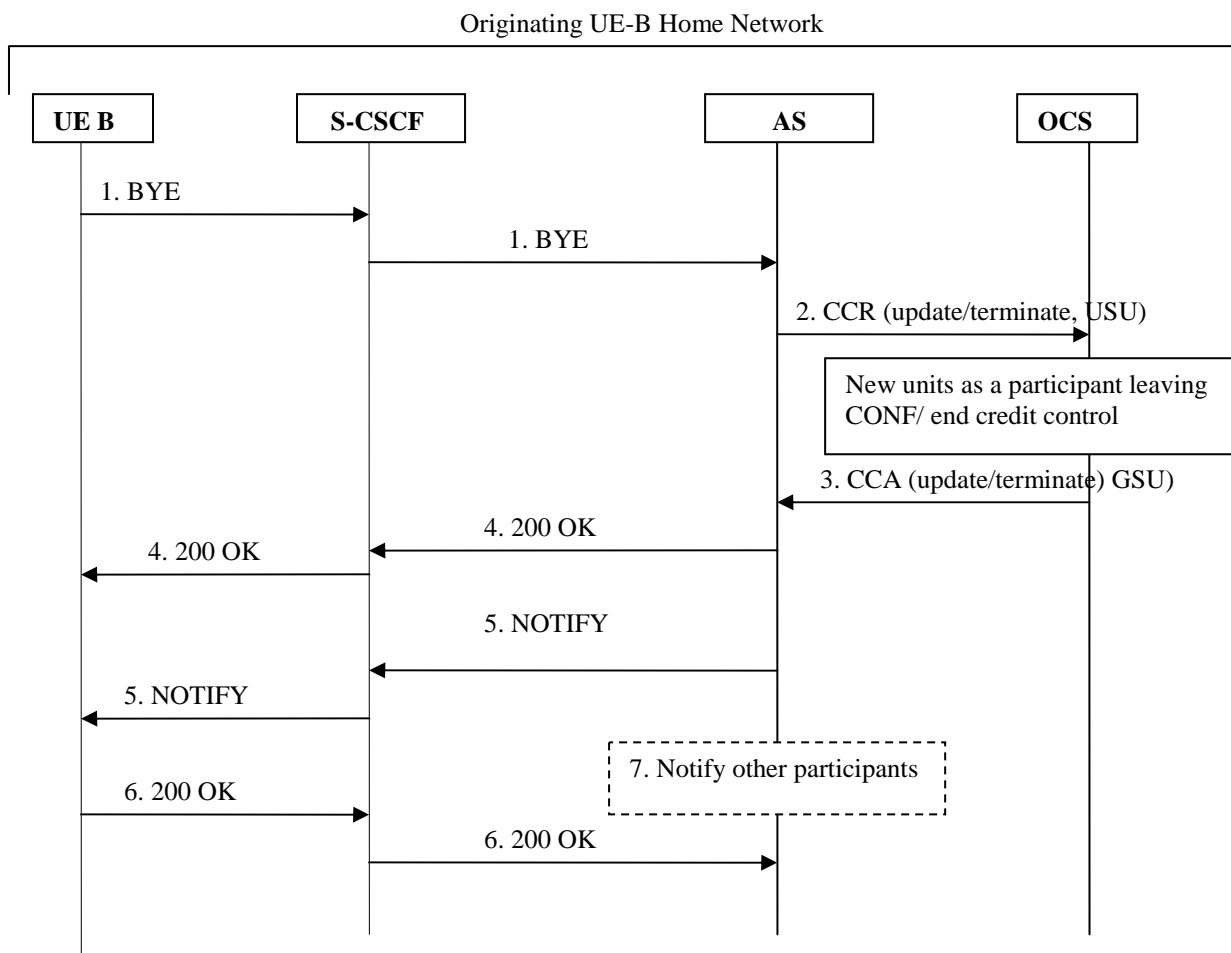 Originating UE-B Home Network
UE B
S-CSCF
AS
OCS
1. BYE
1. BYE
2. CCR (update/terminate, USU)
New units as a participant leaving
CONF/ end credit control
3. CCA (update/terminate) GSU)
4. 200 OK
4. 200 OK
5. NOTIFY
5. NOTIFY
7. Notify other participants
6. 200 OK
6. 200 OK